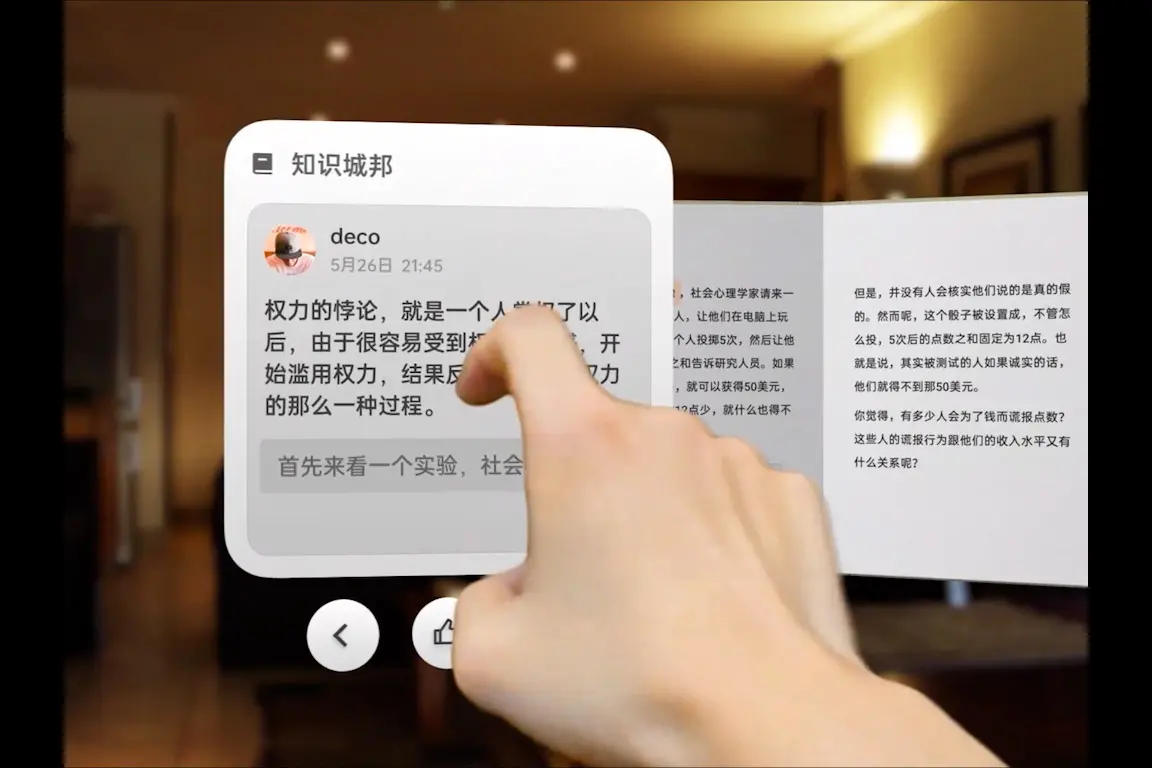 知识城邦
deco
5月26日 21:45
权力的悖论，就是一个人掌权了以
后，由于很容易受到权 ，开
始滥用权力，结果反 权力
的那么一种过程。
首先来看一个实验，社会
，社会心理学家请来一
人，让他们在电脑上玩
个人投掷5次，然后让他
之和告诉研究人员。如果
，就可以获得50美元，
12点少，就什么也得不
但是，并没有人会核实他们说的是真的假
的。然而呢，这个骰子被设置成，不管怎
么投，5次后的点数之和固定为12点。也
就是说，其实被测试的人如果诚实的话，
他们就得不到那50美元。
你觉得，有多少人会为了钱而谎报点数？
这些人的谎报行为跟他们的收入水平又有
什么关系呢？